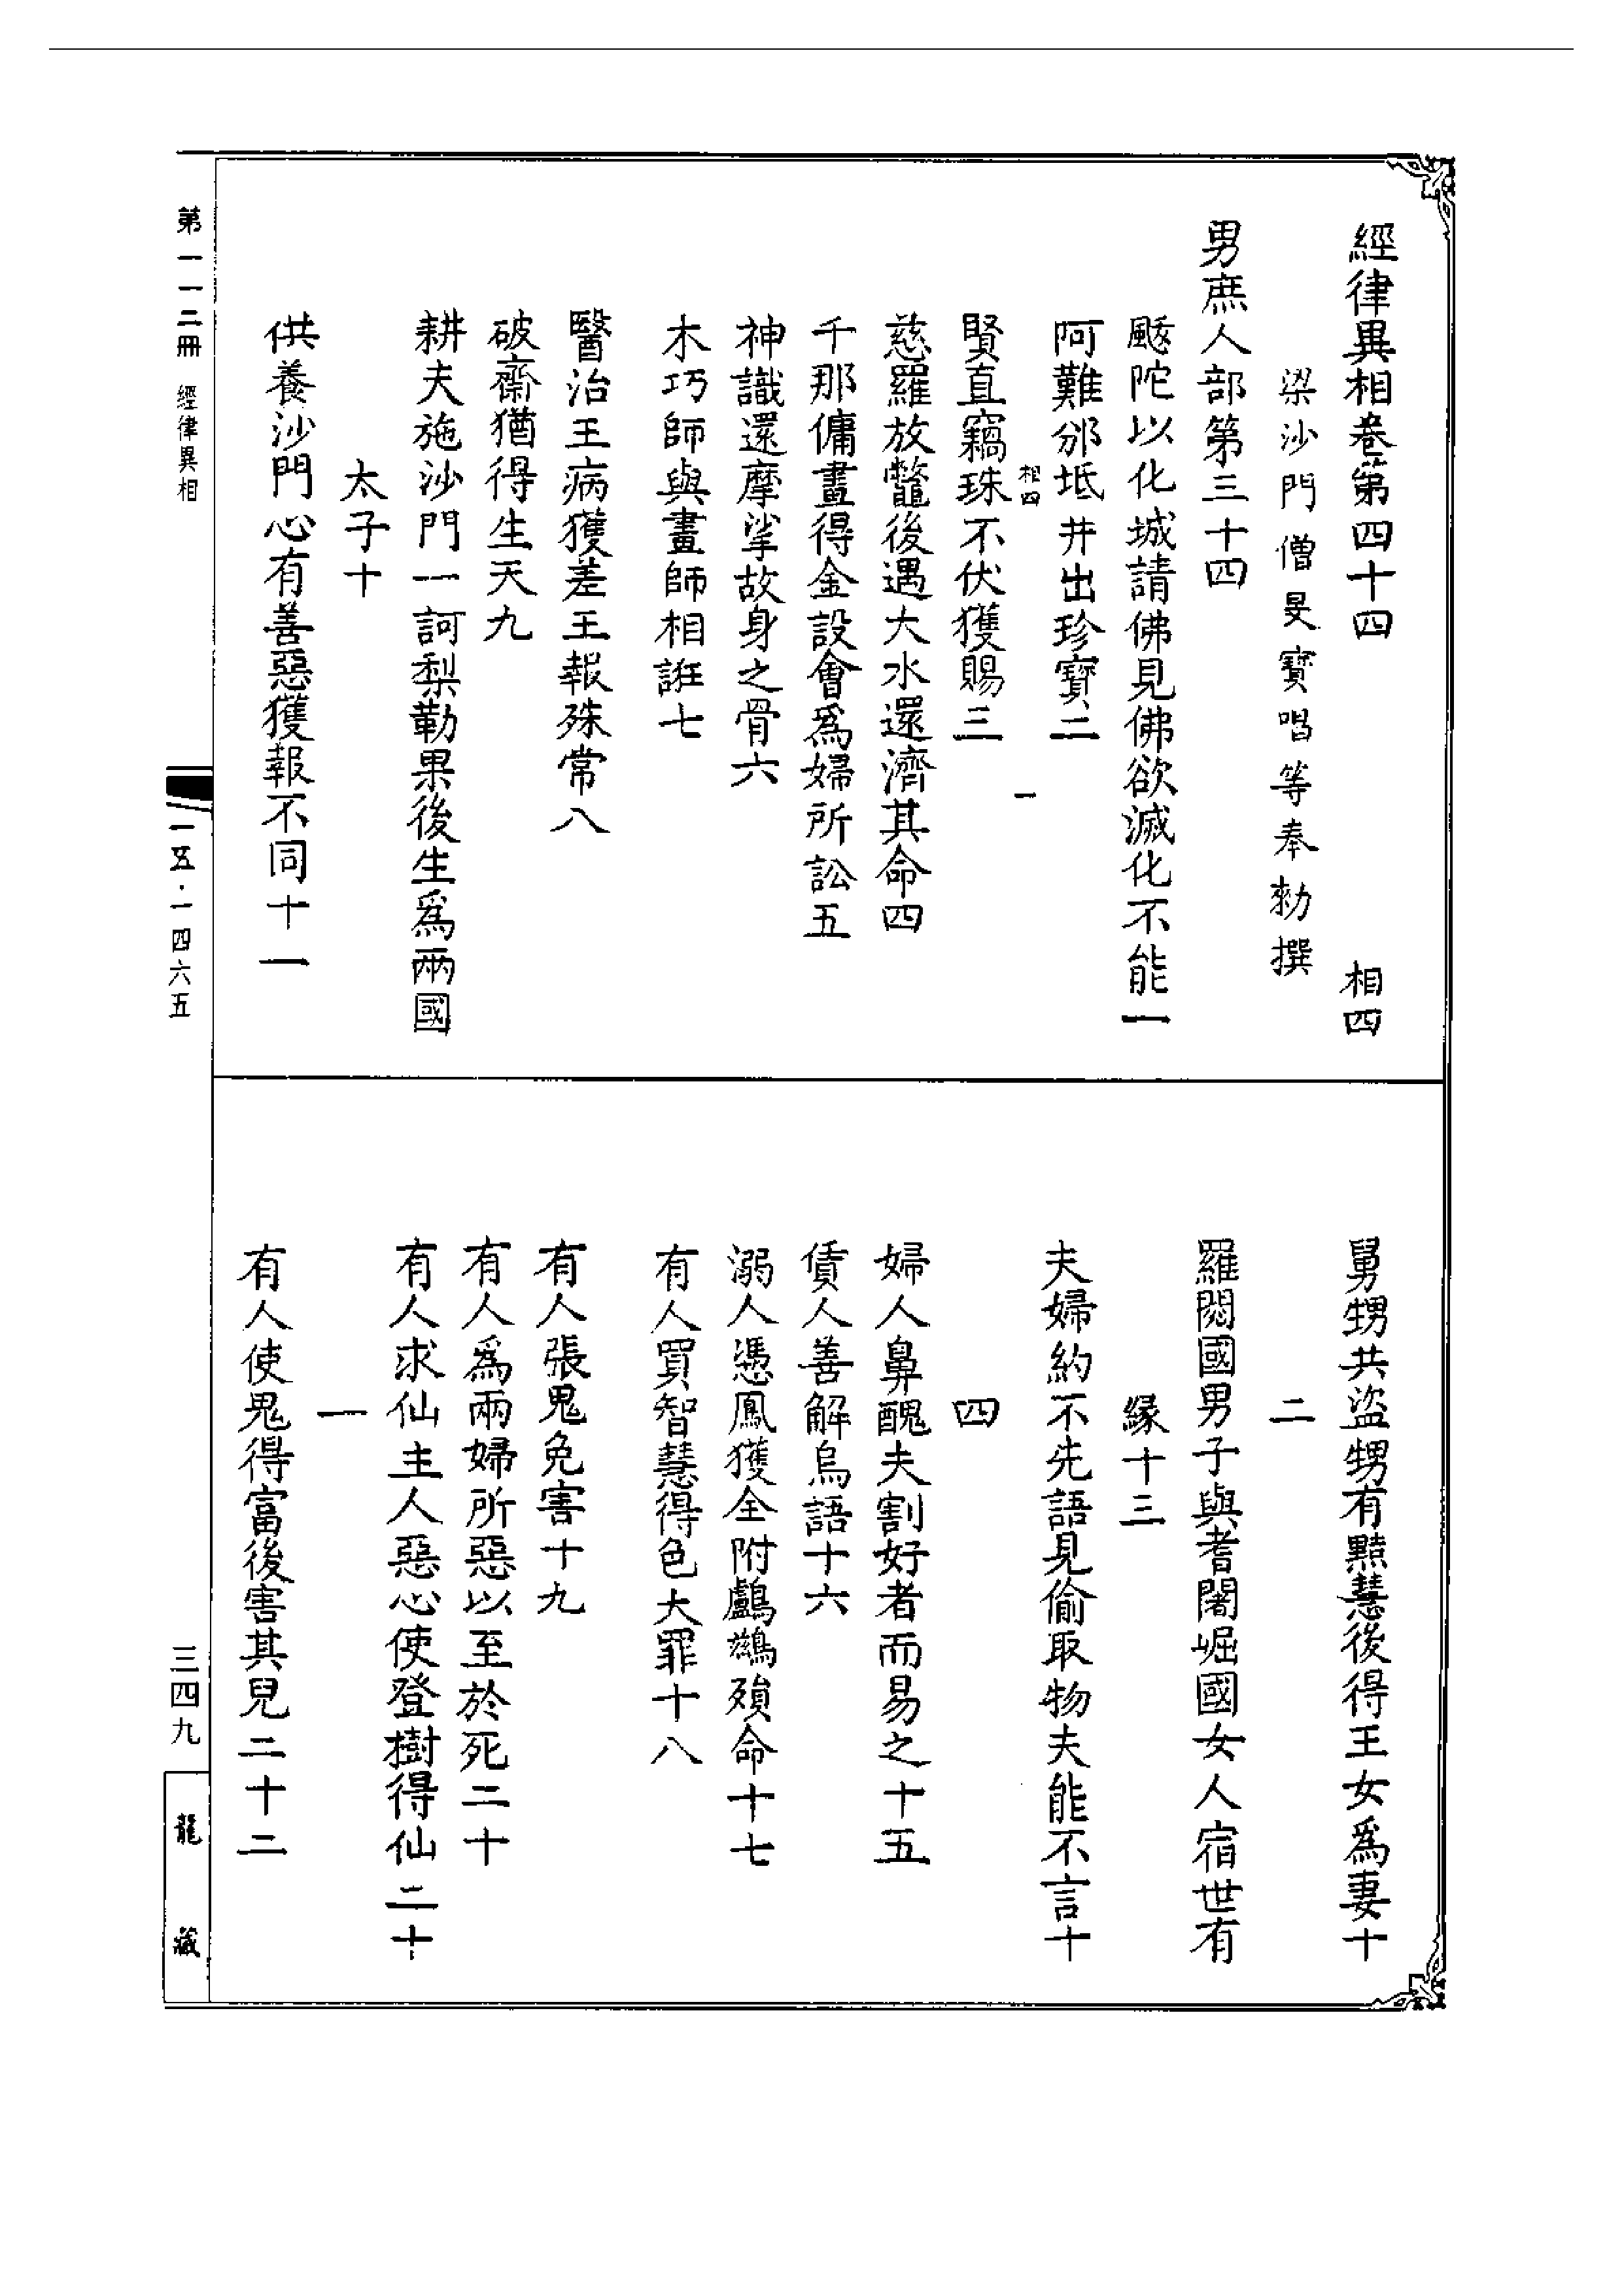 經律異相卷第四十四　相四
梁沙門僧旻寶唱等奉勅撰
男庶人部第三十四
颰陀以化城請佛見佛欲滅化不能一
阿難邠坻井出珍寶二
相四　一
賢直竊珠不伏獲賜三
慈羅放鼈後遇大水還濟其命四
千那傭畫得金設會爲婦所訟五
神識還摩挲故身之骨六
木巧師與畫師相誑七
醫治王病獲差王報殊常八
破齋猶得生天九
耕夫施沙門一訶梨勒果後生爲兩國
太子十
供養沙門心有善惡獲報不同十一
舅甥共盜甥有黠慧後得王女爲妻十
二
羅閱國男子與耆闍崛國女人宿世有
緣十三
夫婦約不先語見偷取物夫能不言十
四
婦人鼻醜夫割好者而易之十五
賃人善解鳥語十六
溺人憑鳳獲全附鸕鷀殞命十七
有人買智慧得免大罪十八
有人張鬼免害十九
有人爲兩婦所惡以至於死二十
有人求仙主人惡心使登樹得仙二十
一
有人使鬼得富後害其兒二十二
第一一二冊　經律異相
一五·一四六五
三四九
龍藏